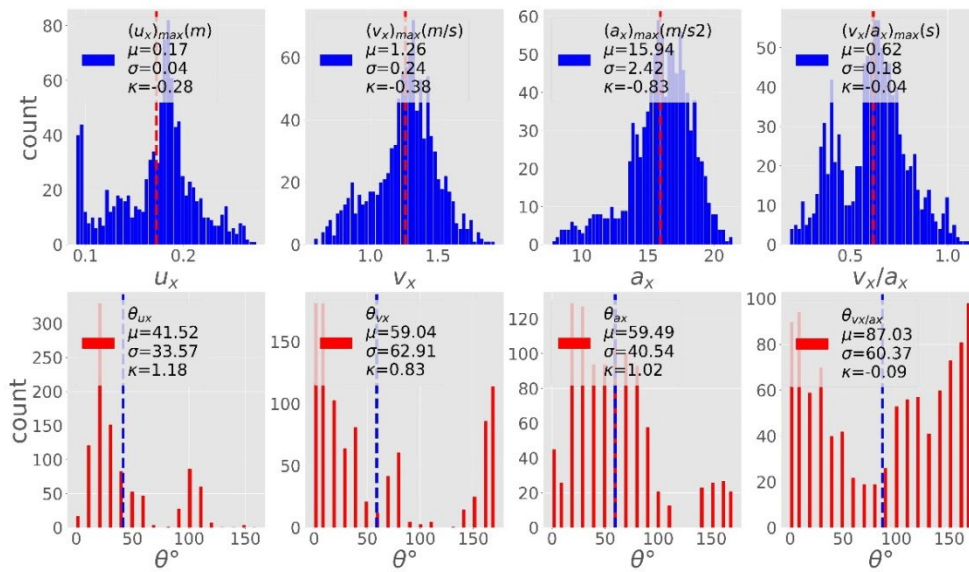 (u_x)_max(m)
μ=0.17
σ=0.04
κ=-0.28
80
60
40
20
0
count
0.1 0.2
u_x
(v_x)_max(m/s)
μ=1.26
σ=0.24
κ=-0.38
60
40
20
0
1.0 1.5
v_x
(a_x)_max(m/s2)
μ=15.94
σ=2.42
κ=-0.83
60
50
40
30
20
10
0
10 15 20
a_x
(v_x/a_x)_max(s)
μ=0.62
σ=0.18
κ=-0.04
50
40
30
20
10
0
0.5 1.0
v_x/a_x
θ_ux
μ=41.52
σ=33.57
κ=1.18
300
250
200
150
100
50
0
count
0 50 100 150
θ°
θ_vx
μ=59.04
σ=62.91
κ=0.83
150
100
50
0
0 50 100 150
θ°
θ_ax
μ=59.49
σ=40.54
κ=1.02
120
100
80
60
40
20
0
0 50 100 150
θ°
θ_vx/ax
μ=87.03
σ=60.37
κ=-0.09
100
80
60
40
20
0
0 50 100 150
θ°